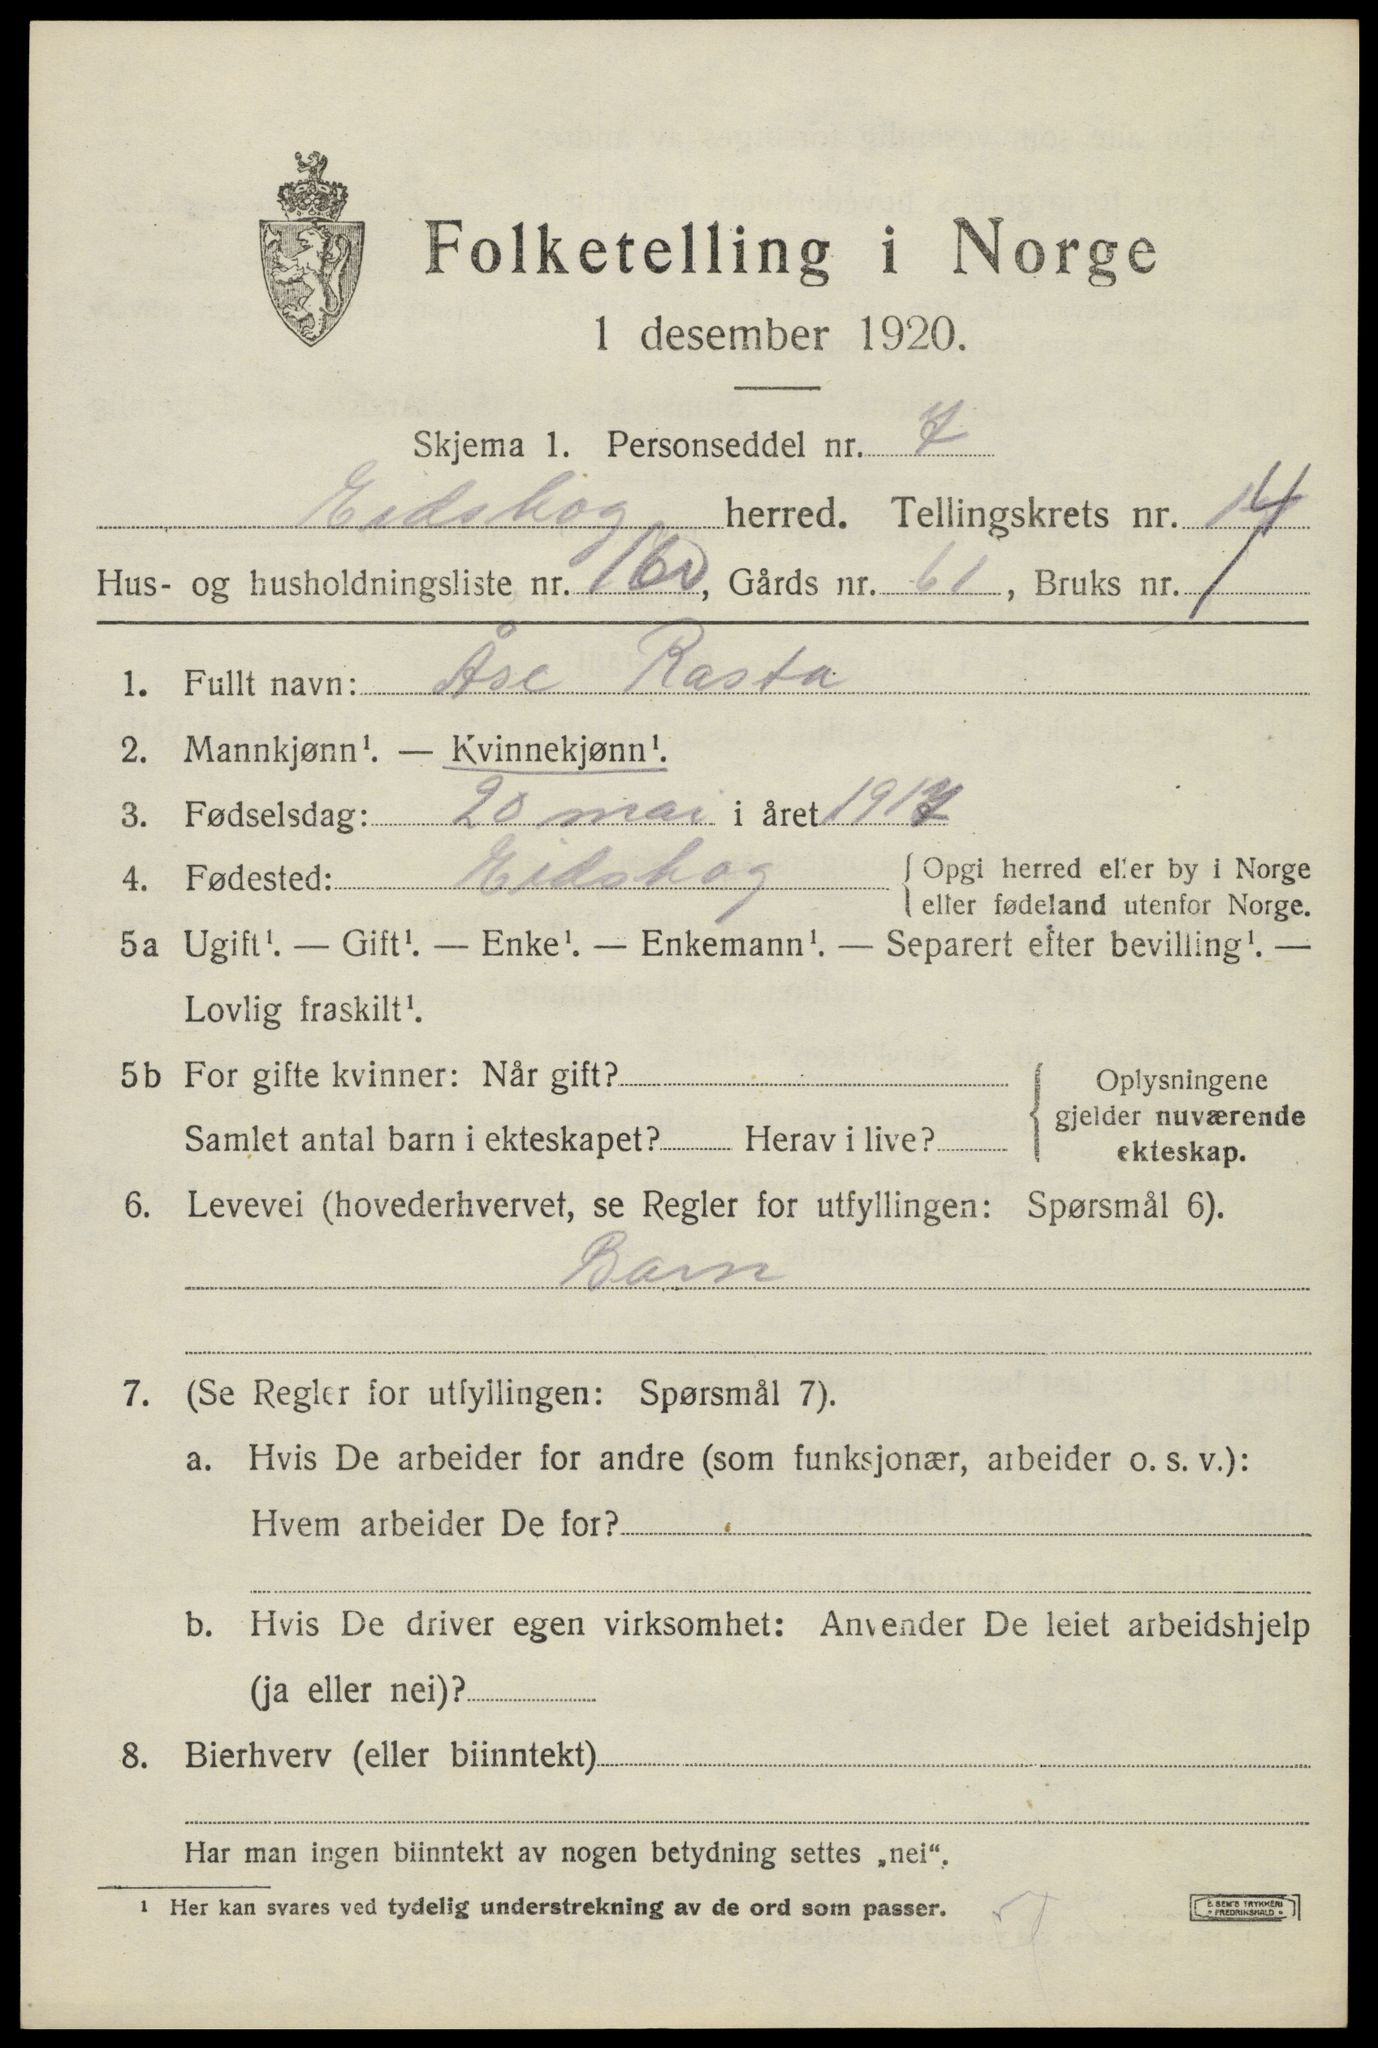 Folketelling i Norge
1 desember 1920.
Skjema 1. Personseddel nr. 7
Eidskog herred. Tellingskrets nr. 14
Hus- og husholdningsliste nr. 160, Gårds nr. 61, Bruks nr. 1
1. Fullt navn: Åse Rasta
2. Mannkjønn¹. — Kvinnekjønn¹.
3. Fødselsdag: 20 mai i året 1917
4. Fødested: Eidskog { Opgi herred eller by i Norge
eller fødeland utenfor Norge.
5a Ugift¹. — Gift¹. — Enke¹. — Enkemann¹. — Separert efter bevilling¹. —
Lovlig fraskilt¹.
5b For gifte kvinner: Når gift?
Samlet antal barn i ekteskapet? Herav i live?
Oplysningene
gjelder nuværende
ekteskap.
6. Levevei (hovederhvervet, se Regler for utfyllingen: Spørsmål 6).
Barn
7. (Se Regler for utfyllingen: Spørsmål 7).
a. Hvis De arbeider for andre (som funksjonær, arbeider o. s. v.):
Hvem arbeider De for?
b. Hvis De driver egen virksomhet: Anvender De leiet arbeidshjelp
(ja eller nei)?
8. Bierhverv (eller biinntekt)
Har man ingen biinntekt av nogen betydning settes „nei“.
¹ Her kan svares ved tydelig understrekning av de ord som passer.
E. SEM'S TRYKKERI
FREDRIKSHALD